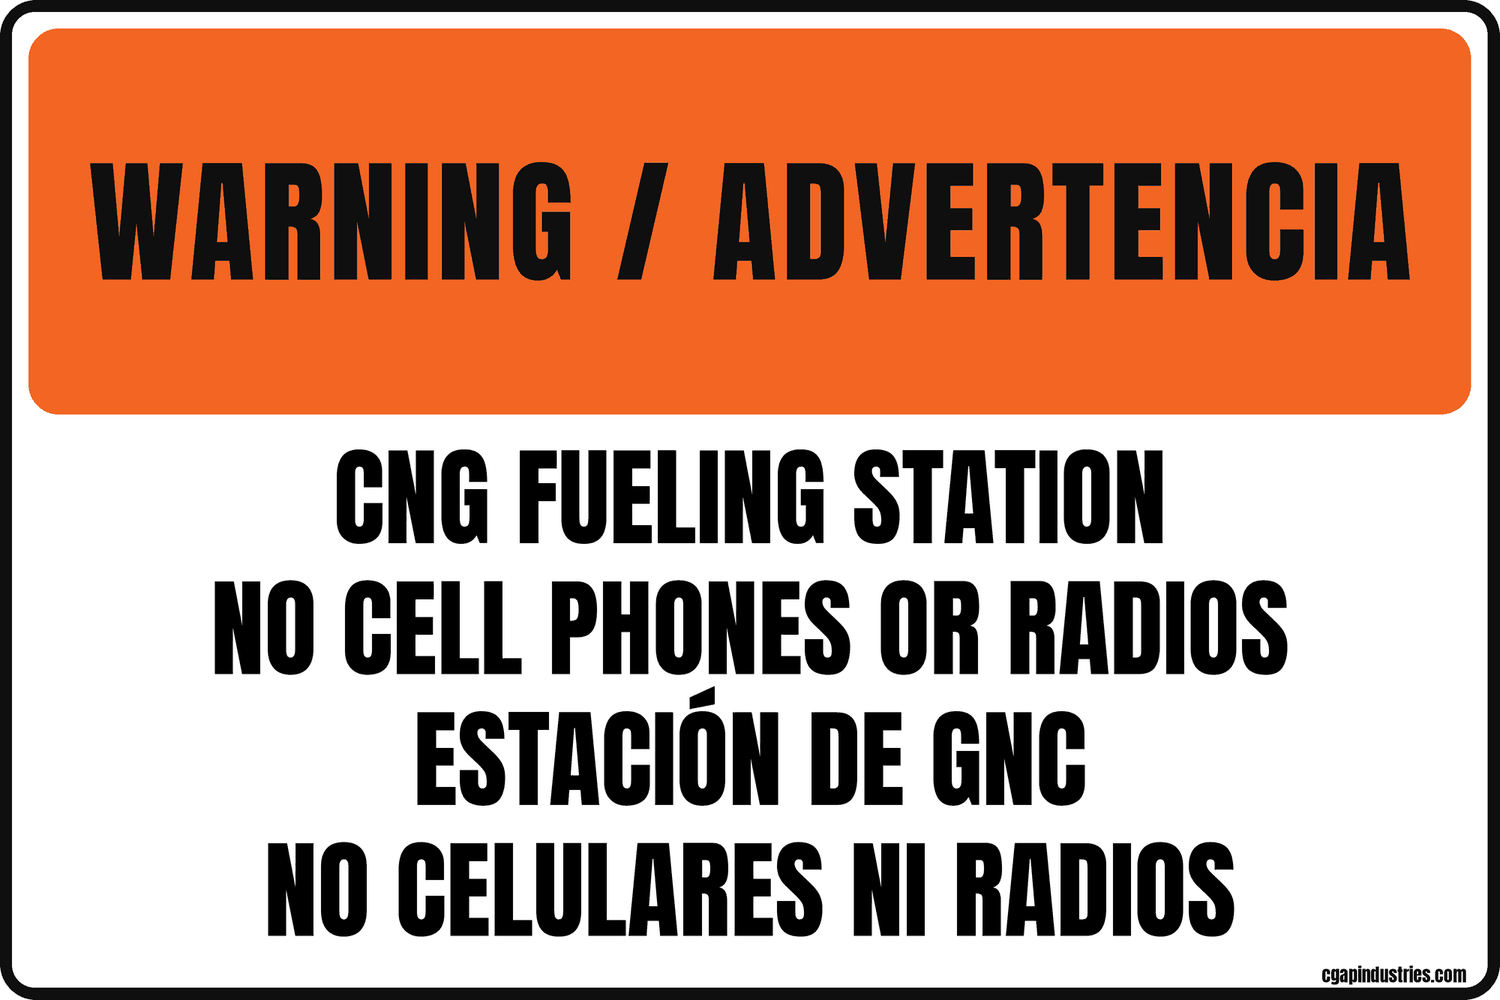 WARNING / ADVERTENCIA
CNG FUELING STATION
NO CELL PHONES OR RADIOS
ESTACIÓN DE GNC
NO CELULARES NI RADIOS
cgapindustries.com